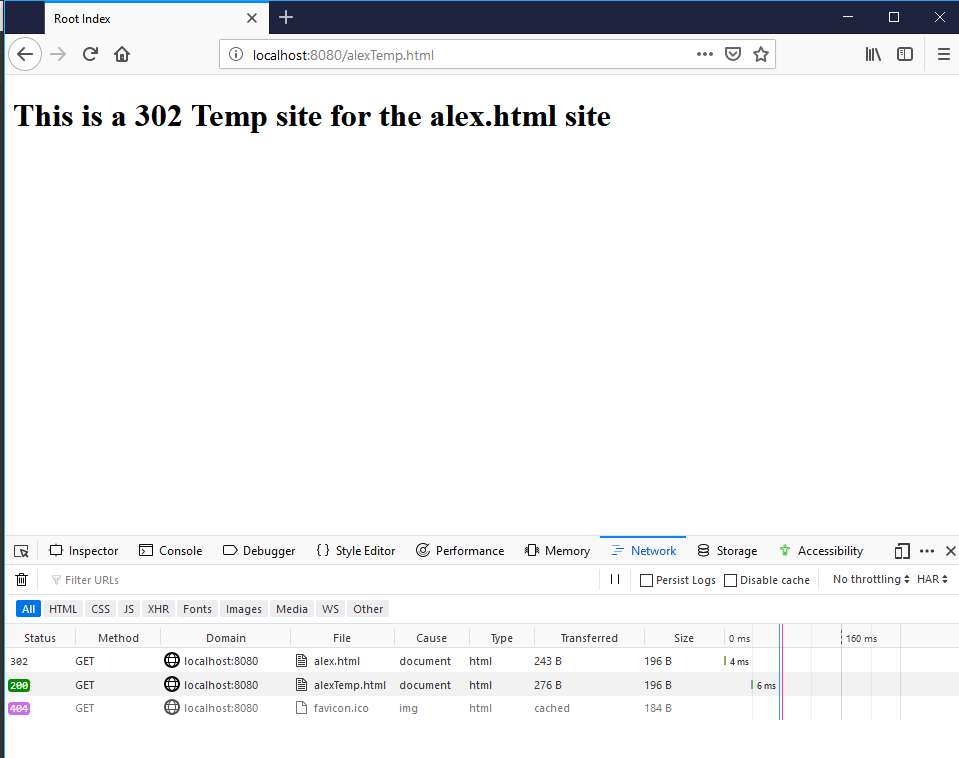 Root Index
localhost:8080/alexTemp.html
This is a 302 Temp site for the alex.html site
Inspector Console Debugger { } Style Editor Performance Memory Network Storage Accessibility
Filter URLs Persist Logs Disable cache No throttling HAR
All HTML CSS JS XHR Fonts Images Media WS Other
Status Method Domain File Cause Type Transferred Size 0 ms 160 ms
302 GET localhost:8080 alex.html document html 243 B 196 B 4 ms
200 GET localhost:8080 alexTemp.html document html 276 B 196 B 6 ms
404 GET localhost:8080 favicon.ico img html cached 184 B